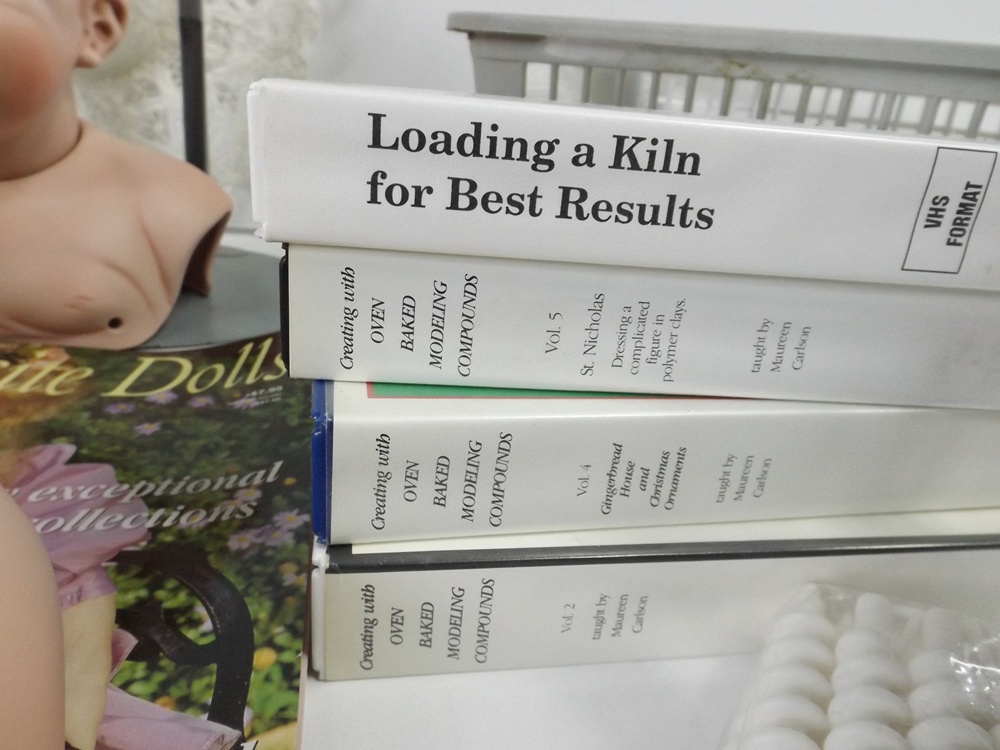 Loading a Kiln
for Best Results
VHS
FORMAT
Creating with
OVEN
BAKED
MODELING
COMPOUNDS
Vol. 5
St. Nicholas
Dressing a
complicated
figure in
polymer clays.
taught by
Maureen
Carlson
Creating with
OVEN
BAKED
MODELING
COMPOUNDS
Vol. 4
Gingerbread
House
and
Christmas
Ornaments
taught by
Maureen
Carlson
Creating with
OVEN
BAKED
MODELING
COMPOUNDS
Vol. 2
taught by
Maureen
Carlson
Dolls
exceptional